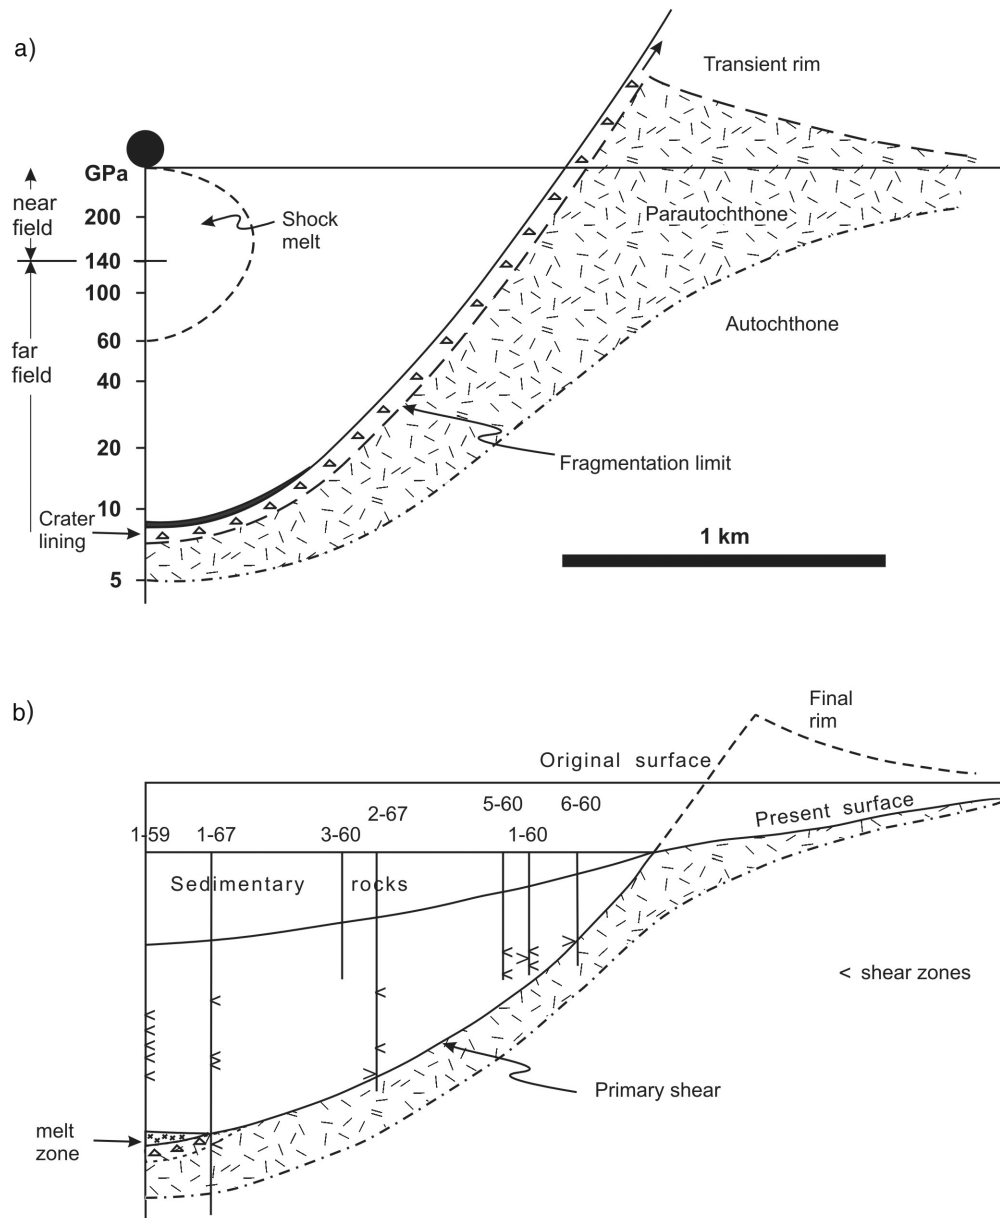 a)
Transient rim
GPa
near
field
200
Shock
melt
Parautochthone
140
100
Autochthone
far
field
60
40
20
Fragmentation limit
10
Crater
lining
1 km
5
b)
Final
rim
Original surface
5-60
6-60
Present surface
2-67
1-59
1-67
3-60
1-60
Sedimentary rocks
< shear zones
Primary shear
melt
zone